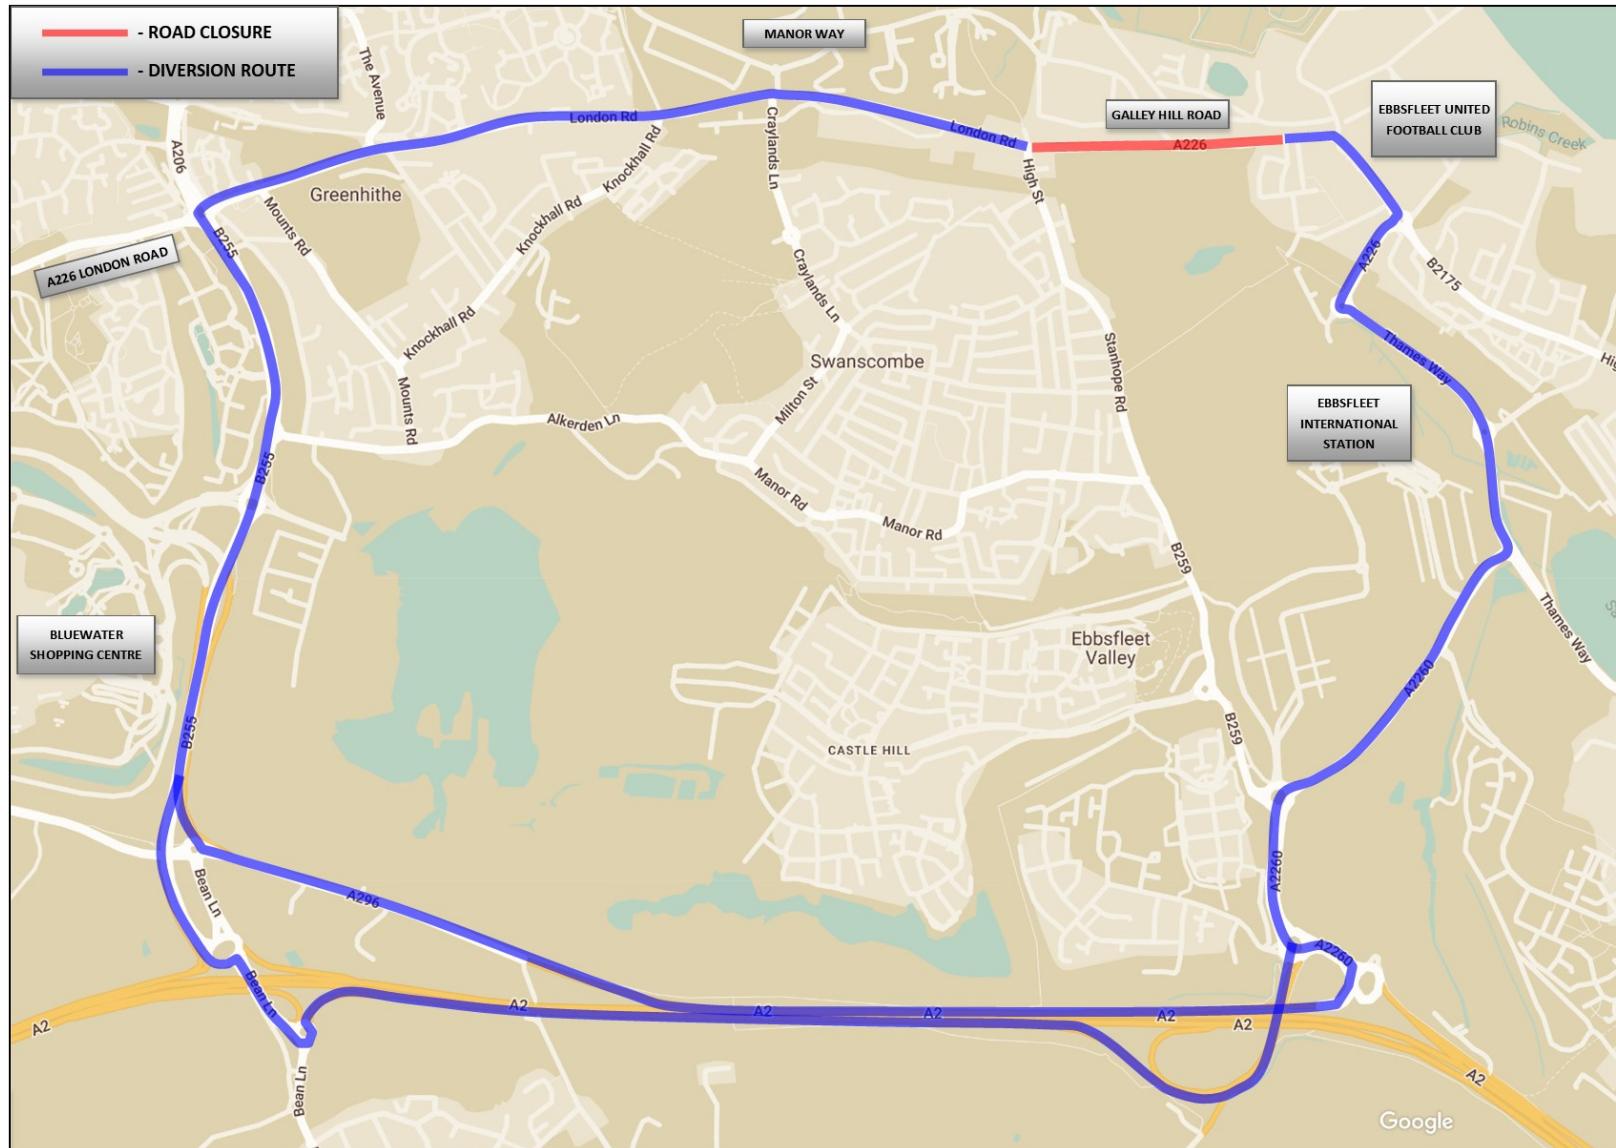 - ROAD CLOSURE
- DIVERSION ROUTE
MANOR WAY
GALLEY HILL ROAD
EBBSFLEET UNITED
FOOTBALL CLUB
Robins Creek
The Avenue
A206
London Rd
London Rd
A226
Craylands Ln
High St
Knockhall Rd
Greenhithe
Mounts Rd
Knockhall Rd
B255
A226 LONDON ROAD
A226
B2175
Craylands Ln
Knockhall Rd
Swanscombe
Stanhope Rd
Thames Way
Milton St
Mounts Rd
Alkerden Ln
EBBSFLEET
INTERNATIONAL
STATION
B255
Manor Rd
Manor Rd
B259
Thames Way
BLUEWATER
SHOPPING CENTRE
Ebbsfleet
Valley
A2260
B255
B259
CASTLE HILL
A2260
Bean Ln
A296
A2260
Bean Ln
A2
A2
A2
A2
A2
A2
A2
Bean Ln
Google